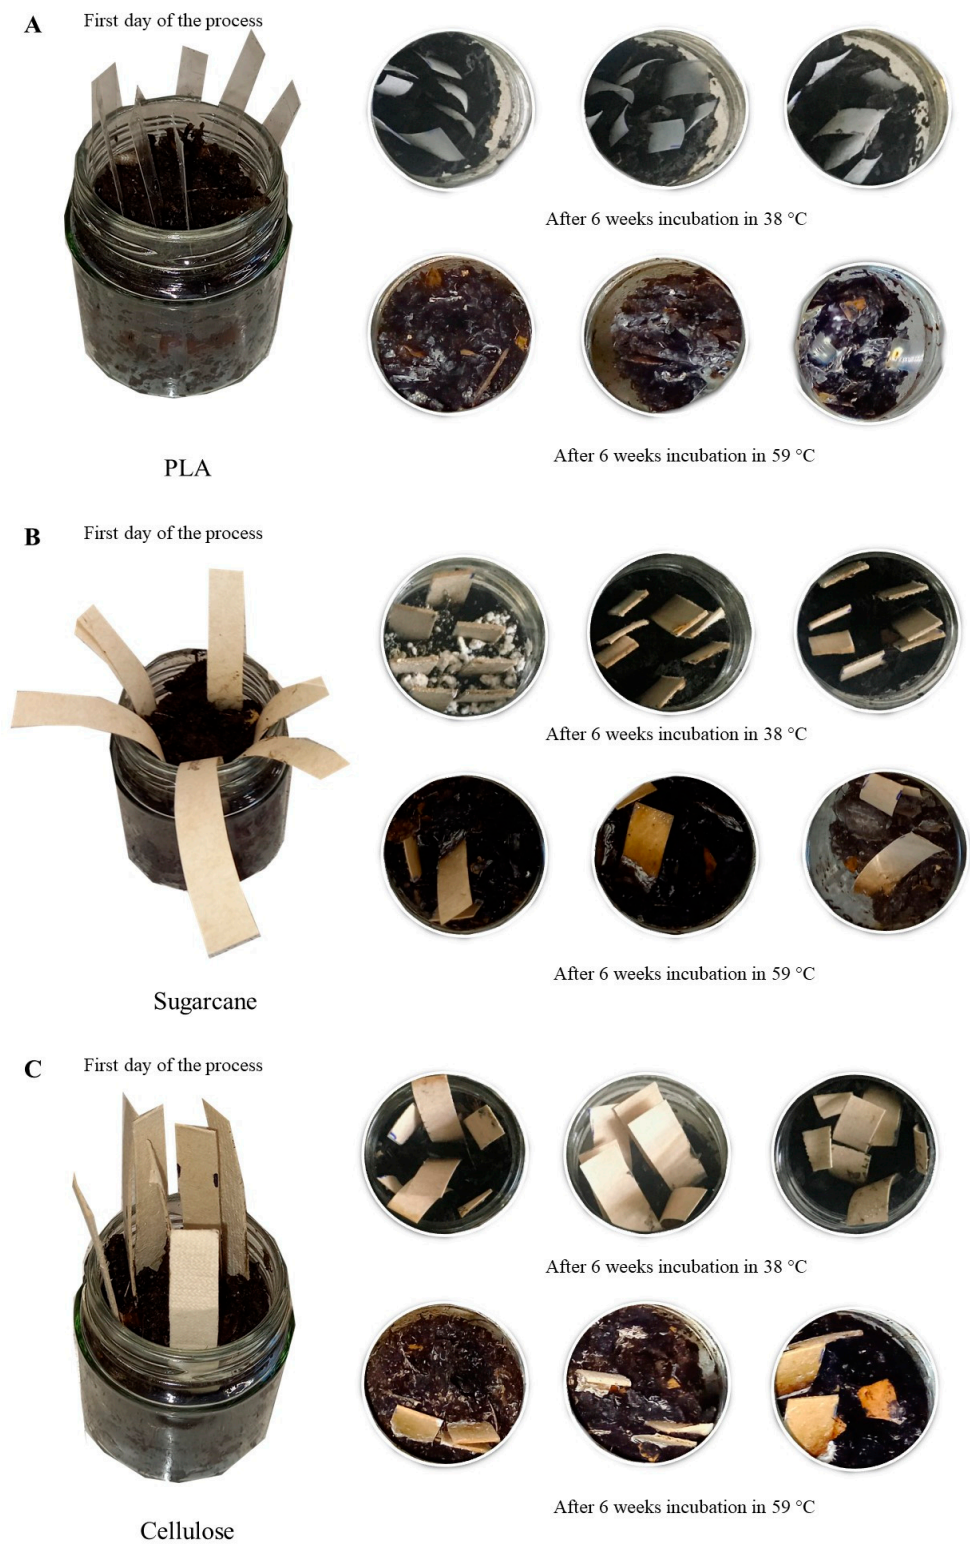 A
First day of the process
After 6 weeks incubation in 38 °C
After 6 weeks incubation in 59 °C
PLA
B
First day of the process
After 6 weeks incubation in 38 °C
After 6 weeks incubation in 59 °C
Sugarcane
C
First day of the process
After 6 weeks incubation in 38 °C
After 6 weeks incubation in 59 °C
Cellulose